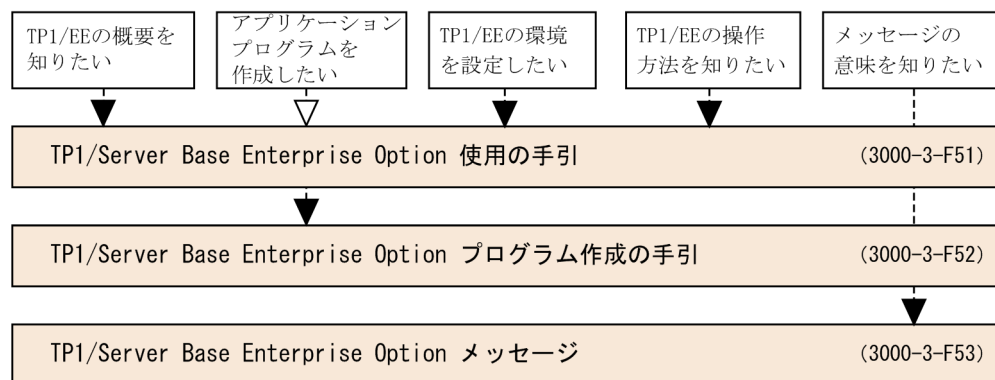 TP1/EEの概要を
知りたい
アプリケーション
プログラムを
作成したい
TP1/EEの環境
を設定したい
TP1/EEの操作
方法を知りたい
メッセージの
意味を知りたい
TP1/Server Base Enterprise Option 使用の手引 (3000-3-F51)
TP1/Server Base Enterprise Option プログラム作成の手引 (3000-3-F52)
TP1/Server Base Enterprise Option メッセージ (3000-3-F53)